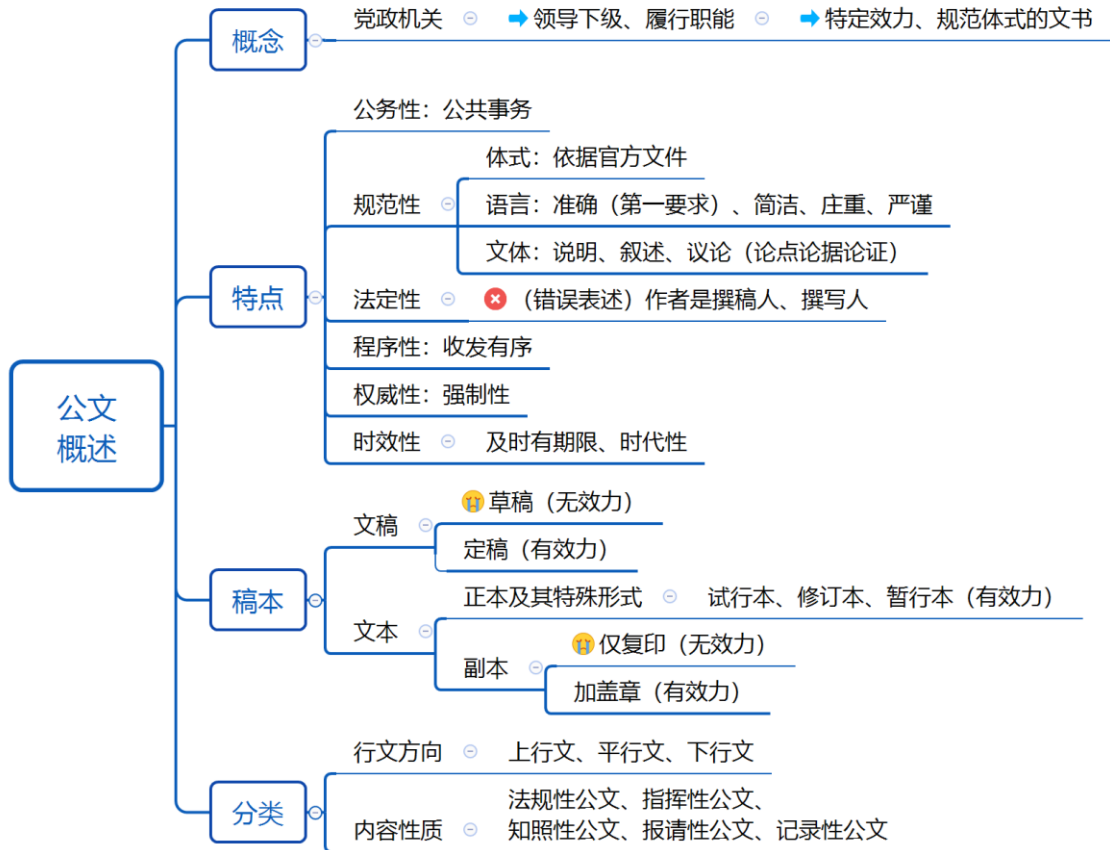 公文
概述
概念
党政机关
领导下级、履行职能
特定效力、规范体式的文书
特点
公务性：公共事务
规范性
体式：依据官方文件
语言：准确（第一要求）、简洁、庄重、严谨
文体：说明、叙述、议论（论点论据论证）
法定性
（错误表述）作者是撰稿人、撰写人
程序性：收发有序
权威性：强制性
时效性
及时有期限、时代性
稿本
文稿
草稿（无效力）
定稿（有效力）
文本
正本及其特殊形式
试行本、修订本、暂行本（有效力）
副本
仅复印（无效力）
加盖章（有效力）
分类
行文方向
上行文、平行文、下行文
内容性质
法规性公文、指挥性公文、
知照性公文、报请性公文、记录性公文